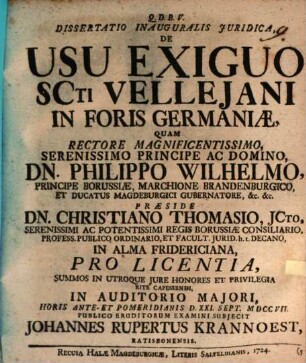 Q. D. B. V.
DISSERTATIO INAUGURALIS JURIDICA,
DE
USU EXIGUO
SCTI VELLEJANI
IN FORIS GERMANIÆ,
QUAM
RECTORE MAGNIFICENTISSIMO,
SERENISSIMO PRINCIPE AC DOMINO,
DN. PHILIPPO WILHELMO,
PRINCIPE BORUSSIÆ, MARCHIONE BRANDENBURGICO,
ET DUCATUS MAGDEBURGICI GUBERNATORE, &c. &c.
PRÆSIDE
DN. CHRISTIANO THOMASIO, JCTO,
SERENISSIMI AC POTENTISSIMI REGIS BORUSSIÆ CONSILIARIO,
PROFESS. PUBLICO ORDINARIO, ET FACULT. JURID. h. t. DECANO,
IN ALMA FRIDERICIANA,
PRO LICENTIA,
SUMMOS IN UTROQUE JURE HONORES ET PRIVILEGIA
RITE CAPESSENDI,
IN AUDITORIO MAJORI,
HORIS ANTE-ET POMERIDIANIS D. XXI. SEPT. MDCCVII.
PUBLICO ERUDITORUM EXAMINI SUBJICIT
JOHANNES RUPERTUS KRANNOEST,
RATISBONENSIS.
RECUSA HALÆ MAGDEBURGICÆ, LITERIS SALFELDIANIS, 1724.